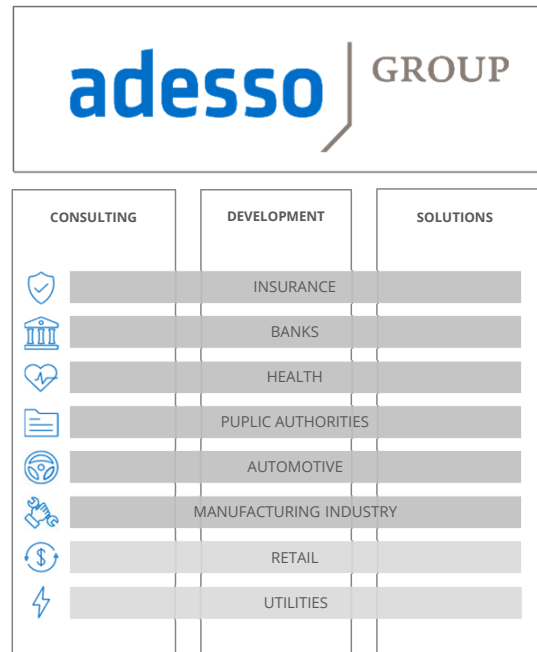 adesso GROUP
CONSULTING DEVELOPMENT SOLUTIONS
INSURANCE
BANKS
HEALTH
PUPLIC AUTHORITIES
AUTOMOTIVE
MANUFACTURING INDUSTRY
RETAIL
UTILITIES